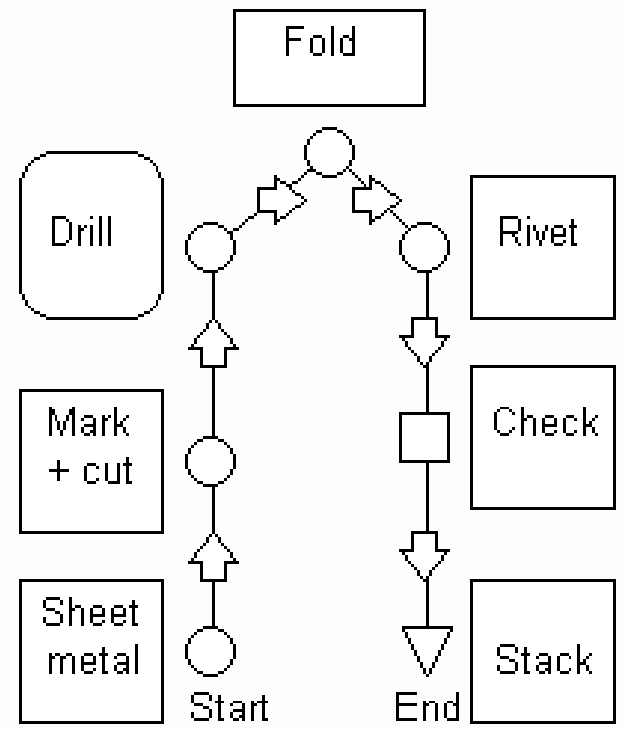 Fold
Drill
Rivet
Mark
+ cut
Check
Sheet
metal
Stack
Start
End